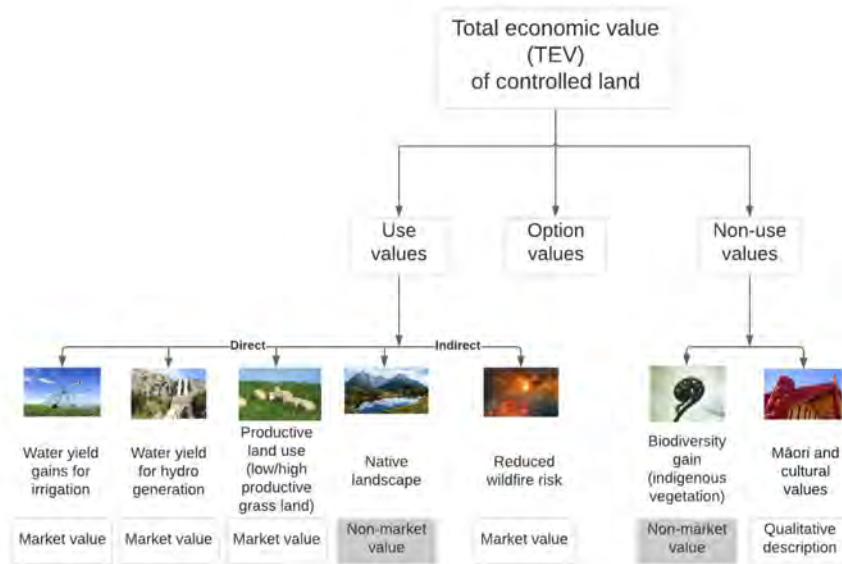 Total economic value
(TEV)
of controlled land
Use
values
Option
values
Non-use
values
Direct
Indirect
Water yield
gains for
irrigation
Water yield
for hydro
generation
Productive
land use
(low/high
productive
grass land)
Native
landscape
Reduced
wildfire risk
Biodiversity
gain
(indigenous
vegetation)
Māori and
cultural
values
Market value
Market value
Market value
Non-market
value
Market value
Non-market
value
Qualitative
description